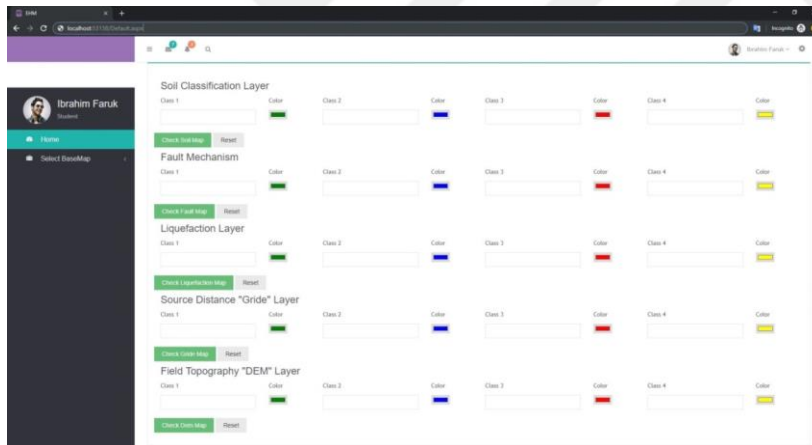 EHM
localhost:
Incognito
Ibrahim Faruk
Ibrahim Faruk
Student
Home
Select BaseMap
Soil Classification Layer
Class 1 Color Class 2 Color Class 3 Color Class 4 Color
Check Soil Map Reset
Fault Mechanism
Class 1 Color Class 2 Color Class 3 Color Class 4 Color
Check Fault Map Reset
Liquefaction Layer
Class 1 Color Class 2 Color Class 3 Color Class 4 Color
Check Liquefaction Map Reset
Source Distance "Gride" Layer
Class 1 Color Class 2 Color Class 3 Color Class 4 Color
Check Gride Map Reset
Field Topography "DEM" Layer
Class 1 Color Class 2 Color Class 3 Color Class 4 Color
Check Dem Map Reset